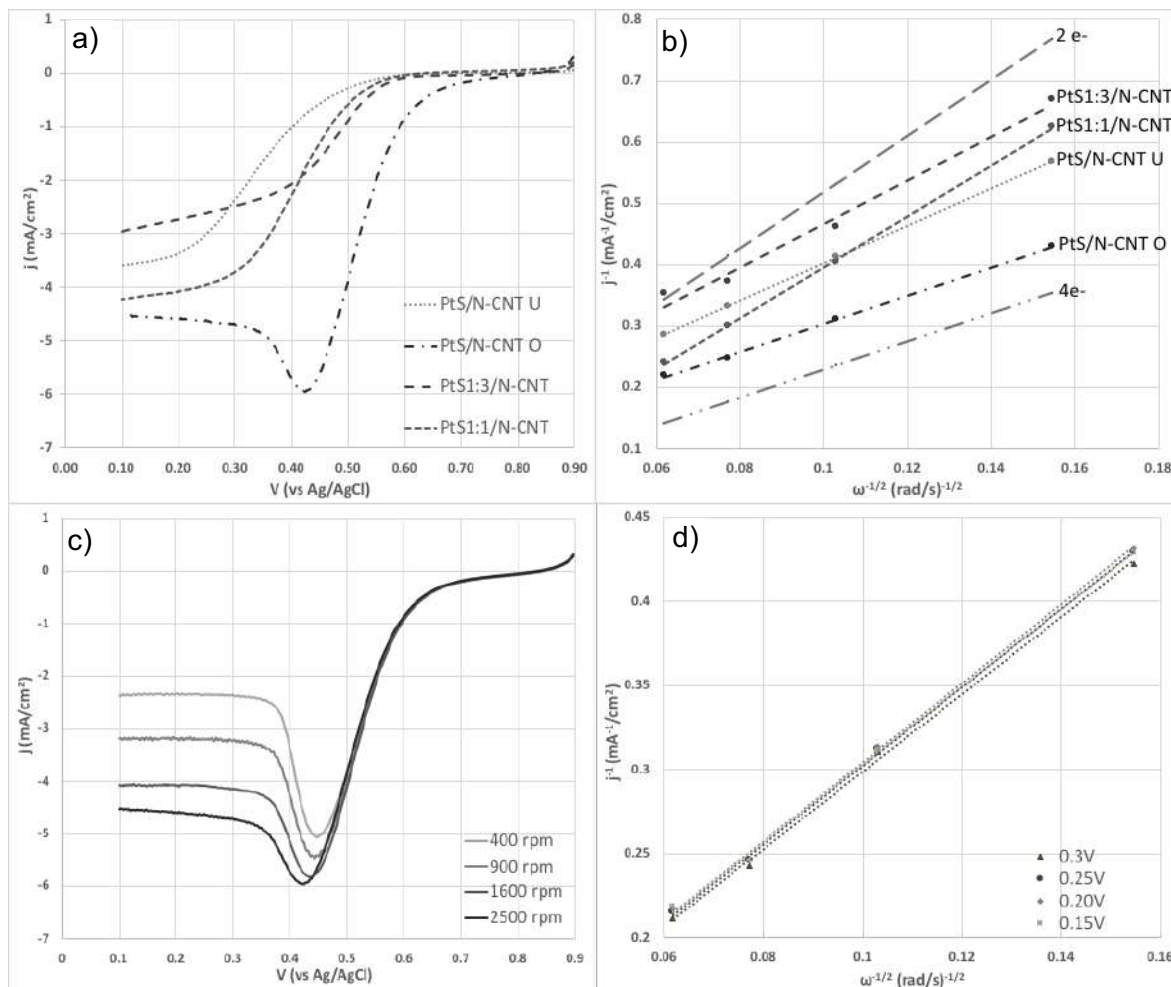 a)
1
0
-1
-2
-3
-4
-5
-6
-7
j (mA/cm²)
0.00 0.10 0.20 0.30 0.40 0.50 0.60 0.70 0.80 0.90
V (vs Ag/AgCl)
PtS/N-CNT U
PtS/N-CNT O
PtS1:3/N-CNT
PtS1:1/N-CNT
b)
0.8
0.7
0.6
0.5
0.4
0.3
0.2
0.1
j⁻¹ (mA⁻¹/cm²)
0.06 0.08 0.1 0.12 0.14 0.16 0.18
ω⁻¹/² (rad/s)⁻¹/²
2 e-
PtS1:3/N-CNT
PtS1:1/N-CNT
PtS/N-CNT U
PtS/N-CNT O
4e-
c)
1
0
-1
-2
-3
-4
-5
-6
-7
j (mA/cm²)
0 0.1 0.2 0.3 0.4 0.5 0.6 0.7 0.8 0.9
V (vs Ag/AgCl)
400 rpm
900 rpm
1600 rpm
2500 rpm
d)
0.45
0.4
0.35
0.3
0.25
0.2
j⁻¹ (mA⁻¹/cm²)
0.06 0.08 0.1 0.12 0.14 0.16
ω⁻¹/² (rad/s)⁻¹/²
0.3V
0.25V
0.20V
0.15V